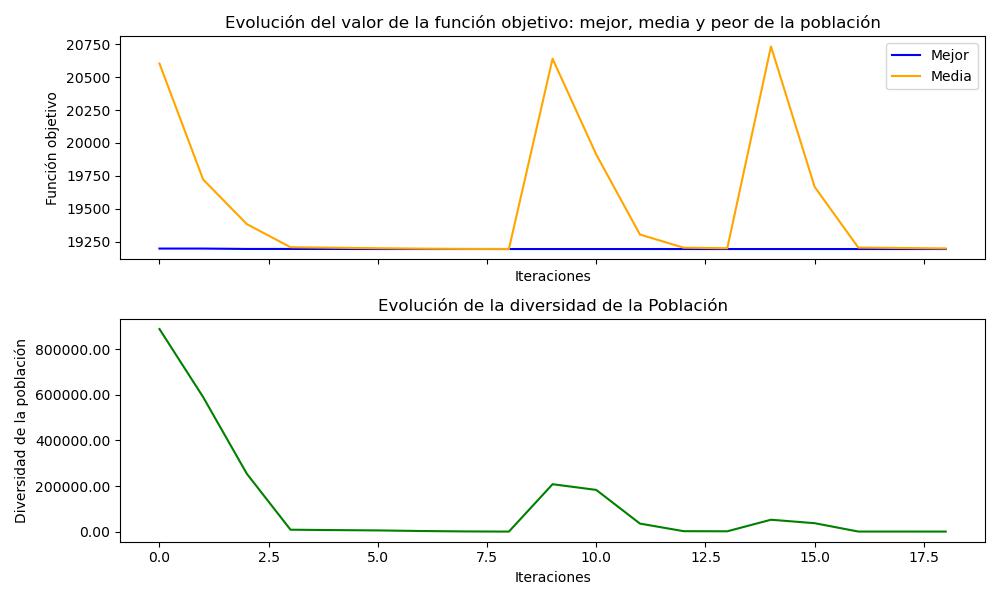 Evolución del valor de la función objetivo: mejor, media y peor de la población
20750
20500
20250
20000
19750
19500
19250
Función objetivo
Mejor
Media
Iteraciones
Evolución de la diversidad de la Población
800000.00
600000.00
400000.00
200000.00
0.00
Diversidad de la población
0.0 2.5 5.0 7.5 10.0 12.5 15.0 17.5
Iteraciones